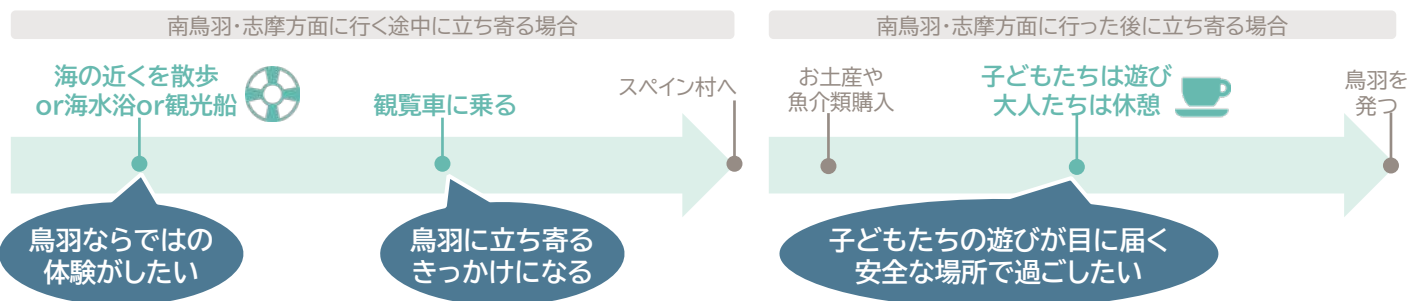 南鳥羽・志摩方面に行く途中に立ち寄る場合
海の近くを散歩
or海水浴or観光船
観覧車に乗る
スペイン村へ
鳥羽ならではの
体験がしたい
鳥羽に立ち寄る
きっかけになる
南鳥羽・志摩方面に行った後に立ち寄る場合
お土産や
魚介類購入
子どもたちは遊び
大人たちは休憩
鳥羽を
発つ
子どもたちの遊びが目に届く
安全な場所で過ごしたい